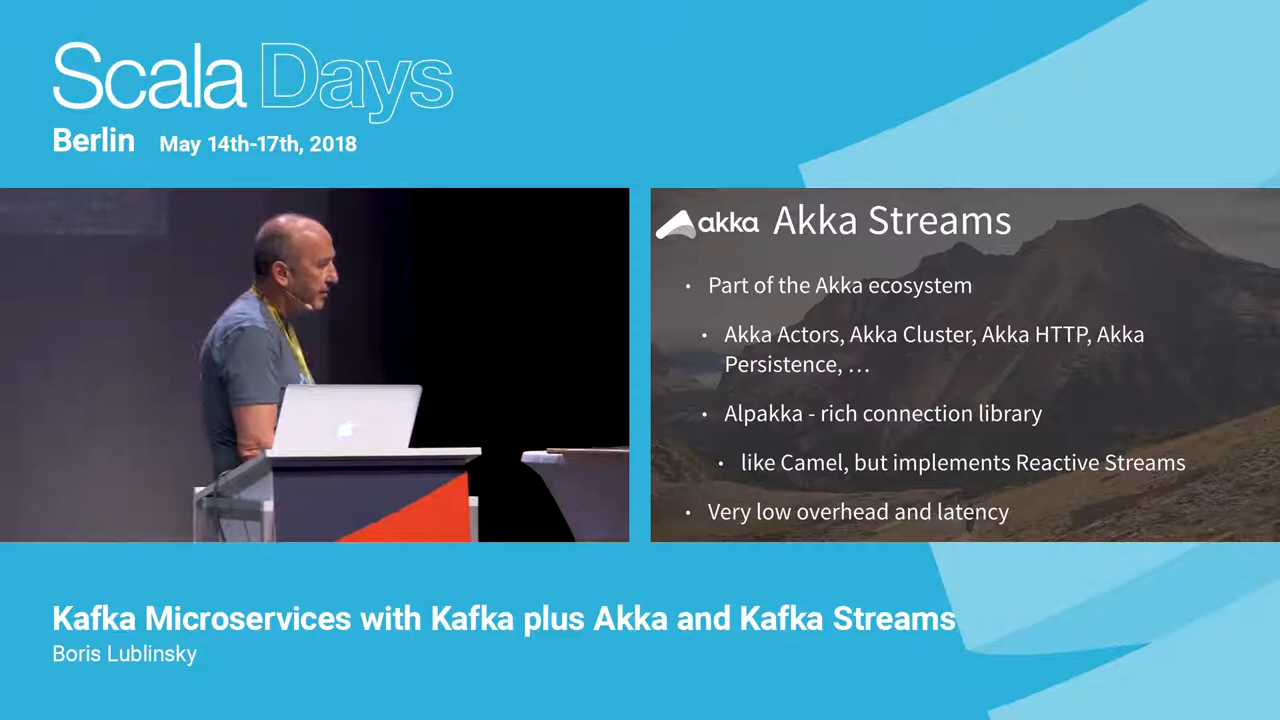 Scala Days
Berlin May 14th-17th, 2018
akka Akka Streams
• Part of the Akka ecosystem
• Akka Actors, Akka Cluster, Akka HTTP, Akka
Persistence, …
• Alpakka - rich connection library
• like Camel, but implements Reactive Streams
• Very low overhead and latency
Kafka Microservices with Kafka plus Akka and Kafka Streams
Boris Lublinsky